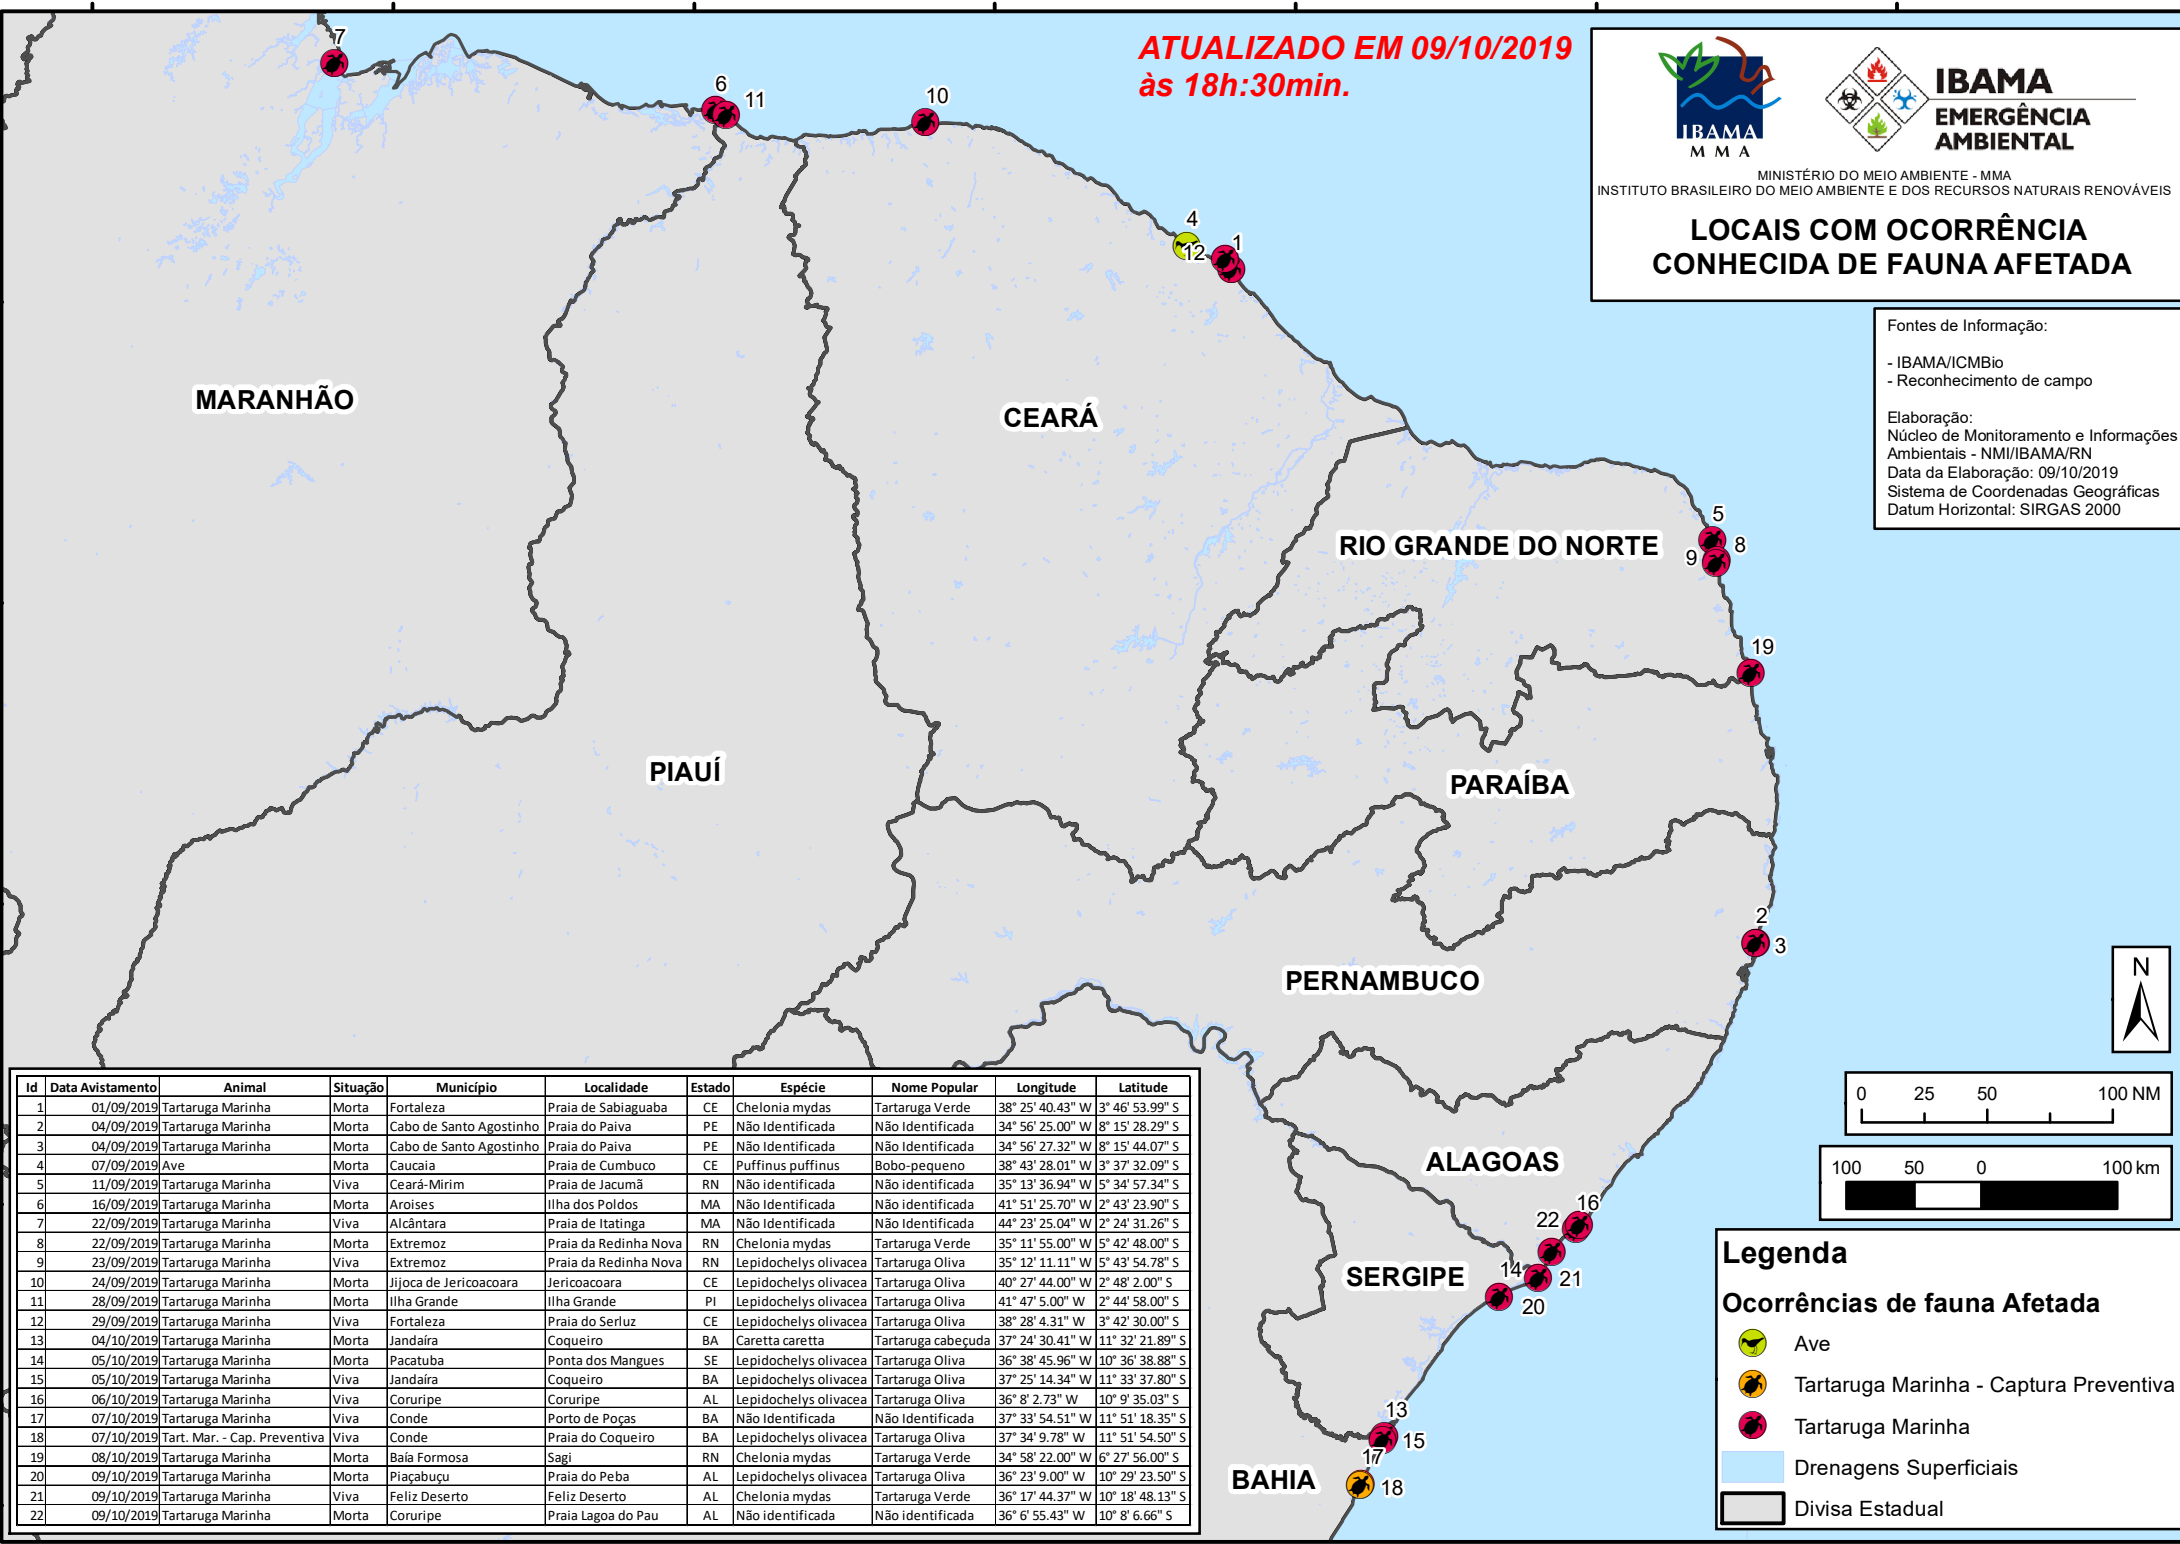 ATUALIZADO EM 09/10/2019
às 18h:30min.
IBAMA
M M A
IBAMA
EMERGÊNCIA
AMBIENTAL
MINISTÉRIO DO MEIO AMBIENTE - MMA
INSTITUTO BRASILEIRO DO MEIO AMBIENTE E DOS RECURSOS NATURAIS RENOVÁVEIS
LOCAIS COM OCORRÊNCIA
CONHECIDA DE FAUNA AFETADA
Fontes de Informação:
- IBAMA/ICMBio
- Reconhecimento de campo
Elaboração:
Núcleo de Monitoramento e Informações
Ambientais - NMI/IBAMA/RN
Data da Elaboração: 09/10/2019
Sistema de Coordenadas Geográficas
Datum Horizontal: SIRGAS 2000
7
6
11
10
4
12
1
MARANHÃO
CEARÁ
5
RIO GRANDE DO NORTE
9
8
19
PIAUÍ
PARAÍBA
2
3
PERNAMBUCO
N
ALAGOAS
16
22
SERGIPE
14
21
20
13
15
17
BAHIA
18
0 25 50 100 NM
100 50 0 100 km
Legenda
Ocorrências de fauna Afetada
Ave
Tartaruga Marinha - Captura Preventiva
Tartaruga Marinha
Drenagens Superficiais
Divisa Estadual
Id Data Avistamento Animal Situação Município Localidade Estado Espécie Nome Popular Longitude Latitude
1 01/09/2019 Tartaruga Marinha Morta Fortaleza Praia de Sabiaguaba CE Chelonia mydas Tartaruga Verde 38° 25' 40.43" W 3° 46' 53.99" S
2 04/09/2019 Tartaruga Marinha Morta Cabo de Santo Agostinho Praia do Paiva PE Não Identificada Não Identificada 34° 56' 25.00" W 8° 15' 28.29" S
3 04/09/2019 Tartaruga Marinha Morta Cabo de Santo Agostinho Praia do Paiva PE Não Identificada Não Identificada 34° 56' 27.32" W 8° 15' 44.07" S
4 07/09/2019 Ave Morta Caucaia Praia de Cumbuco CE Puffinus puffinus Bobo-pequeno 38° 43' 28.01" W 3° 37' 32.09" S
5 11/09/2019 Tartaruga Marinha Viva Ceará-Mirim Praia de Jacumã RN Não identificada Não identificada 35° 13' 36.94" W 5° 34' 57.34" S
6 16/09/2019 Tartaruga Marinha Morta Aroises Ilha dos Poldos MA Não Identificada Não Identificada 41° 51' 25.70" W 2° 43' 23.90" S
7 22/09/2019 Tartaruga Marinha Viva Alcântara Praia de Itatinga MA Não Identificada Não Identificada 44° 23' 25.04" W 2° 24' 31.26" S
8 22/09/2019 Tartaruga Marinha Morta Extremoz Praia da Redinha Nova RN Chelonia mydas Tartaruga Verde 35° 11' 55.00" W 5° 42' 48.00" S
9 23/09/2019 Tartaruga Marinha Viva Extremoz Praia da Redinha Nova RN Lepidochelys olivacea Tartaruga Oliva 35° 12' 11.11" W 5° 43' 54.78" S
10 24/09/2019 Tartaruga Marinha Morta Jijoca de Jericoacoara Jericoacoara CE Lepidochelys olivacea Tartaruga Oliva 40° 27' 44.00" W 2° 48' 2.00" S
11 28/09/2019 Tartaruga Marinha Morta Ilha Grande Ilha Grande PI Lepidochelys olivacea Tartaruga Oliva 41° 47' 5.00" W 2° 44' 58.00" S
12 29/09/2019 Tartaruga Marinha Viva Fortaleza Praia do Serluz CE Lepidochelys olivacea Tartaruga Oliva 38° 28' 4.31" W 3° 42' 30.00" S
13 04/10/2019 Tartaruga Marinha Morta Jandaíra Coqueiro BA Caretta caretta Tartaruga cabeçuda 37° 24' 30.41" W 11° 32' 21.89" S
14 05/10/2019 Tartaruga Marinha Morta Pacatuba Ponta dos Mangues SE Lepidochelys olivacea Tartaruga Oliva 36° 38' 45.96" W 10° 36' 38.88" S
15 05/10/2019 Tartaruga Marinha Viva Jandaíra Coqueiro BA Lepidochelys olivacea Tartaruga Oliva 37° 25' 14.34" W 11° 33' 37.80" S
16 06/10/2019 Tartaruga Marinha Viva Coruripe Coruripe AL Lepidochelys olivacea Tartaruga Oliva 36° 8' 2.73" W 10° 9' 35.03" S
17 07/10/2019 Tartaruga Marinha Viva Conde Porto de Poças BA Não Identificada Não Identificada 37° 33' 54.51" W 11° 51' 18.35" S
18 07/10/2019 Tart. Mar. - Cap. Preventiva Viva Conde Praia do Coqueiro BA Lepidochelys olivacea Tartaruga Oliva 37° 34' 9.78" W 11° 51' 54.50" S
19 08/10/2019 Tartaruga Marinha Morta Baía Formosa Sagi RN Chelonia mydas Tartaruga Verde 34° 58' 22.00" W 6° 27' 56.00" S
20 09/10/2019 Tartaruga Marinha Morta Piaçabuçu Praia do Peba AL Lepidochelys olivacea Tartaruga Oliva 36° 23' 9.00" W 10° 29' 23.50" S
21 09/10/2019 Tartaruga Marinha Viva Feliz Deserto Feliz Deserto AL Chelonia mydas Tartaruga Verde 36° 17' 44.37" W 10° 18' 48.13" S
22 09/10/2019 Tartaruga Marinha Morta Coruripe Praia Lagoa do Pau AL Não identificada Não identificada 36° 6' 55.43" W 10° 8' 6.66" S